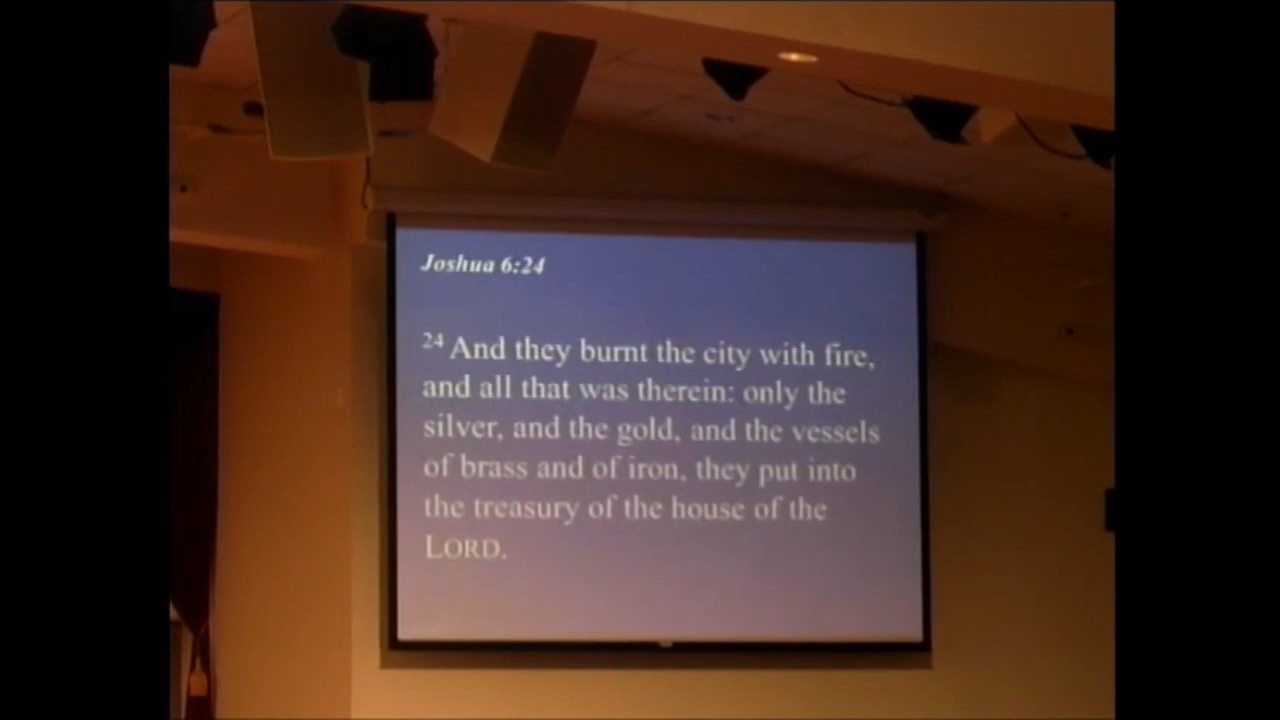 Joshua 6:24
24 And they burnt the city with fire,
and all that was therein: only the
silver, and the gold, and the vessels
of brass and of iron, they put into
the treasury of the house of the
LORD.